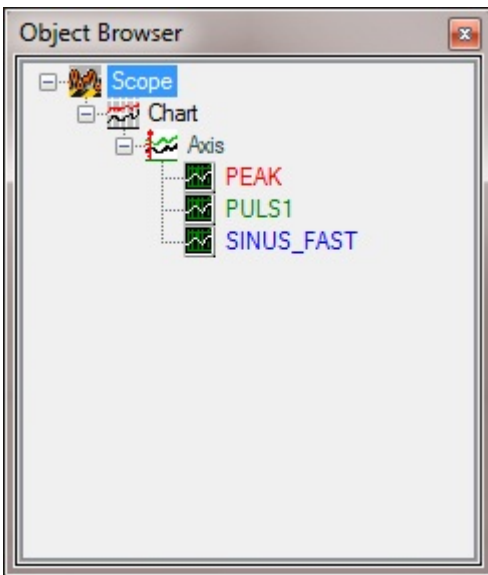 Object Browser
Scope
Chart
Axis
PEAK
PULS1
SINUS_FAST